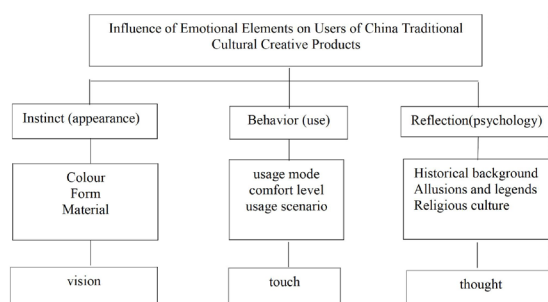 Influence of Emotional Elements on Users of China Traditional
Cultural Creative Products
Instinct (appearance)
Behavior (use)
Reflection(psychology)
Colour
Form
Material
usage mode
comfort level
usage scenario
Historical background
Allusions and legends
Religious culture
vision
touch
thought